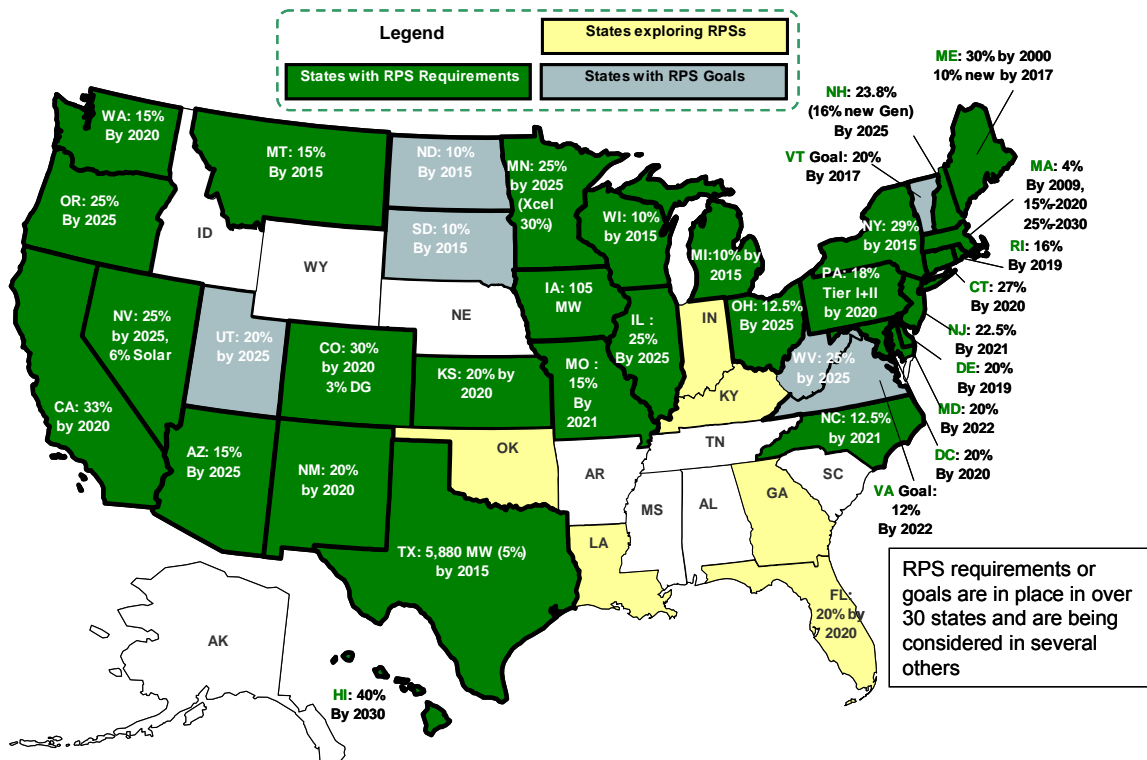 Legend
States exploring RPSs
States with RPS Requirements
States with RPS Goals
ME: 30% by 2000
10% new by 2017
NH: 23.8%
(16% new Gen)
By 2025
VT Goal: 20%
By 2017
MA: 4%
By 2009,
15%-2020
25%-2030
RI: 16%
By 2019
CT: 27%
By 2020
NJ: 22.5%
By 2021
DE: 20%
By 2019
MD: 20%
By 2022
DC: 20%
By 2020
VA Goal:
12%
By 2022
WA: 15%
By 2020
MT: 15%
By 2015
ND: 10%
By 2015
MN: 25%
by 2025
(Xcel
30%)
OR: 25%
By 2025
ID
SD: 10%
By 2015
WI: 10%
by 2015
MI:10% by
2015
NY: 29%
by 2015
WY
PA: 18%
Tier I+II
by 2020
IA: 105
MW
NE
NV: 25%
by 2025,
6% Solar
UT: 20%
by 2025
CO: 30%
by 2020
3% DG
KS: 20% by
2020
MO :
15%
By
2021
IL :
25%
By 2025
IN
OH: 12.5%
By 2025
WV: 25%
by 2025
KY
CA: 33%
by 2020
AZ: 15%
By 2025
NM: 20%
by 2020
OK
AR
TN
NC: 12.5%
by 2021
SC
MS
AL
GA
LA
TX: 5,880 MW (5%)
by 2015
FL:
20% by
2020
AK
HI: 40%
By 2030
RPS requirements or
goals are in place in over
30 states and are being
considered in several
others